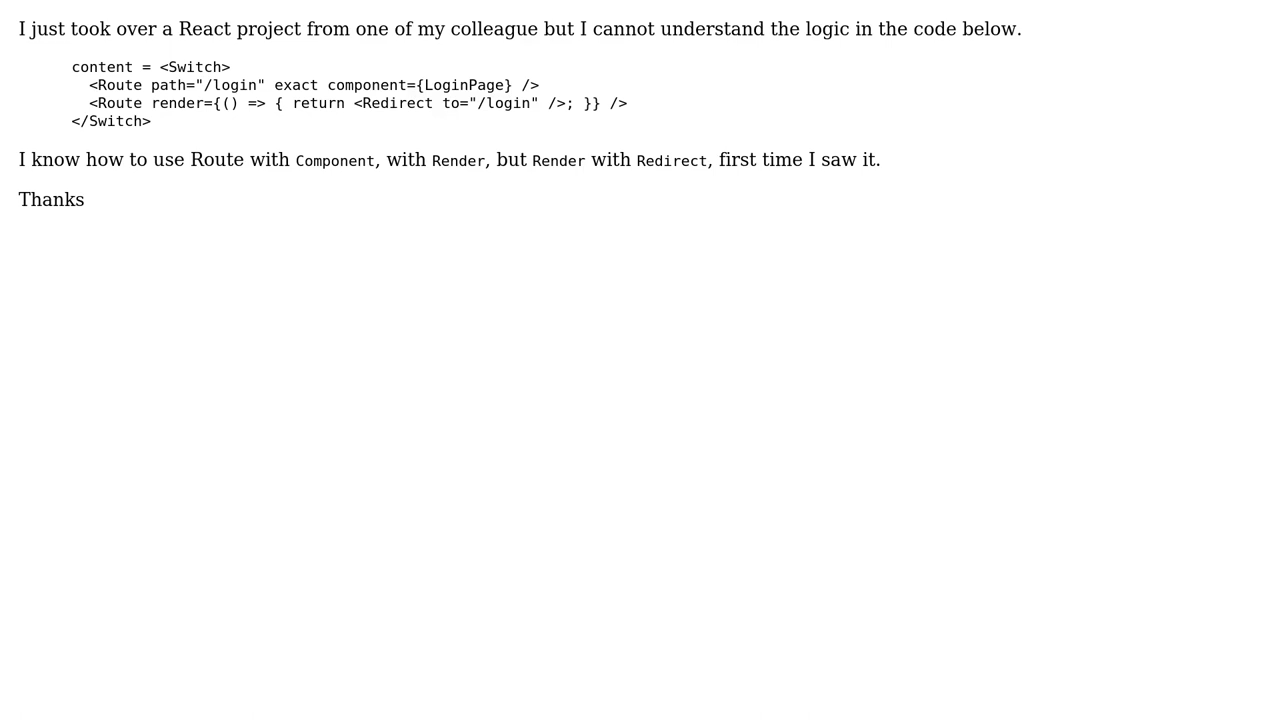 I just took over a React project from one of my colleague but I cannot understand the logic in the code below.
content = <Switch>
  <Route path="/login" exact component={LoginPage} />
  <Route render={() => { return <Redirect to="/login" />; }} />
</Switch>
I know how to use Route with Component, with Render, but Render with Redirect, first time I saw it.
Thanks